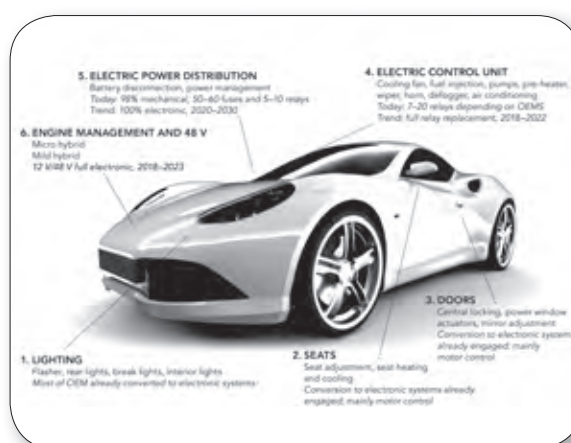 5. ELECTRIC POWER DISTRIBUTION
Battery disconnection, power management
Today: 98% mechanical, 50–60 fuses and 5–10 relays
Trend: 100% electronic, 2020–2030
4. ELECTRIC CONTROL UNIT
Cooling fan, fuel injection, pumps, pre-heater,
wiper, horn, defogger, air conditioning
Today: 7–20 relays depending on OEMS
Trend: full relay replacement, 2018–2022
6. ENGINE MANAGEMENT AND 48 V
Micro hybrid
Mild hybrid
12 V/48 V full electronic, 2018–2023
3. DOORS
Central locking, power window
actuators, mirror adjustment
Conversion to electronic system
already engaged: mainly
motor control
1. LIGHTING
Flasher, rear lights, break lights, interior lights
Most of OEM already converted to electronic systems
2. SEATS
Seat adjustment, seat heating
and cooling
Conversion to electronic systems already
engaged, mainly motor control